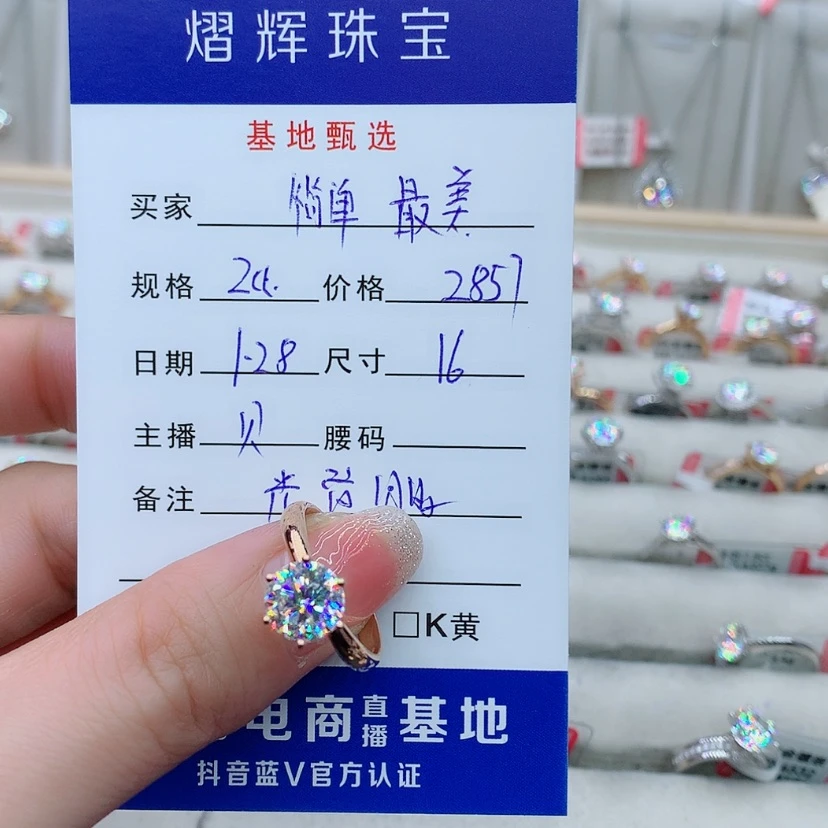 熠辉珠宝
基地甄选
买家 简单 最美
规格 2ct. 价格 2857
日期 1-28 尺寸 16
主播 贝 腰码
备注
□K黄
电商直播基地
抖音蓝V官方认证